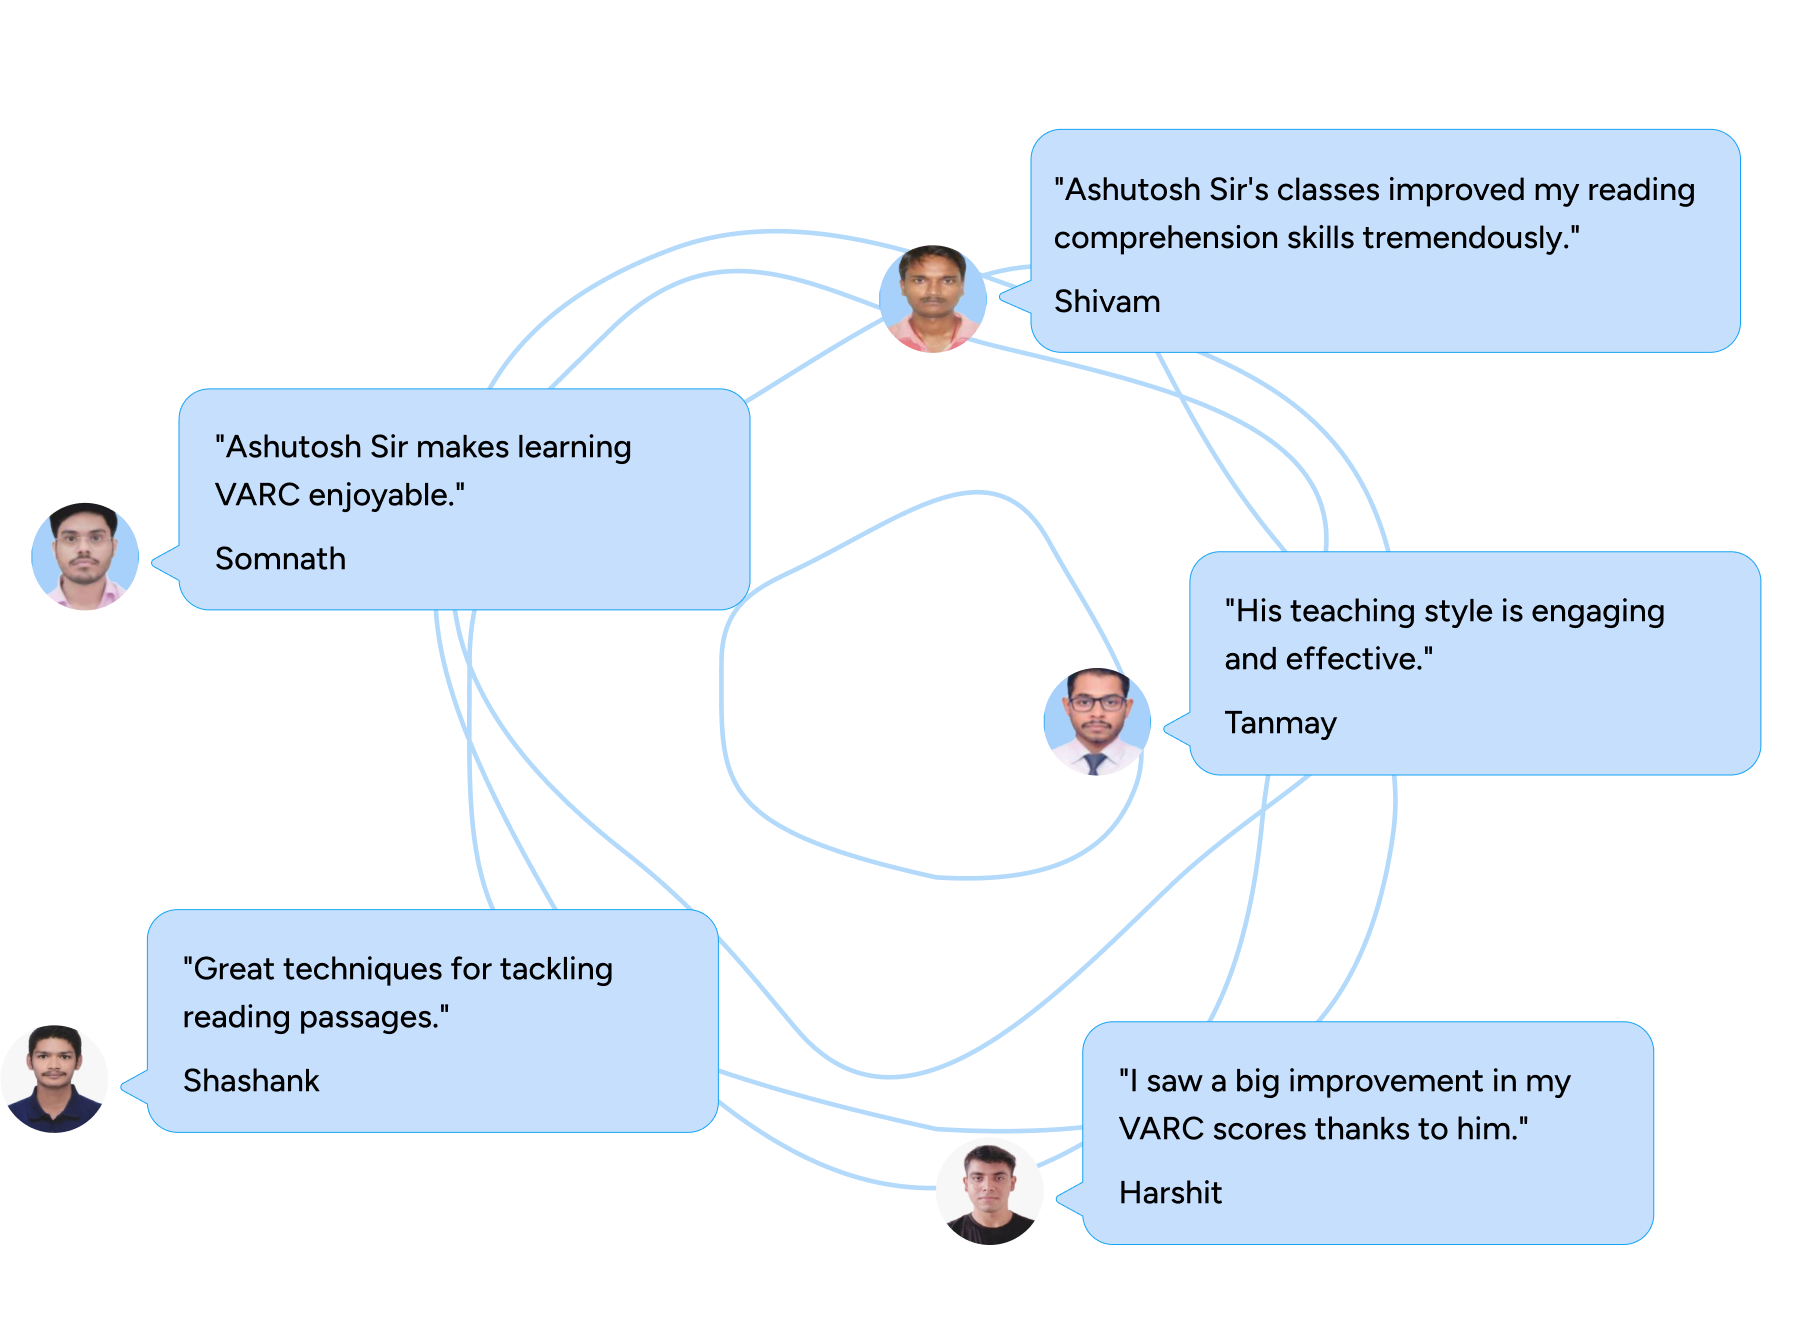 "Ashutosh Sir's classes improved my reading
comprehension skills tremendously."
Shivam
"Ashutosh Sir makes learning
VARC enjoyable."
Somnath
"His teaching style is engaging
and effective."
Tanmay
"Great techniques for tackling
reading passages."
Shashank
"I saw a big improvement in my
VARC scores thanks to him."
Harshit